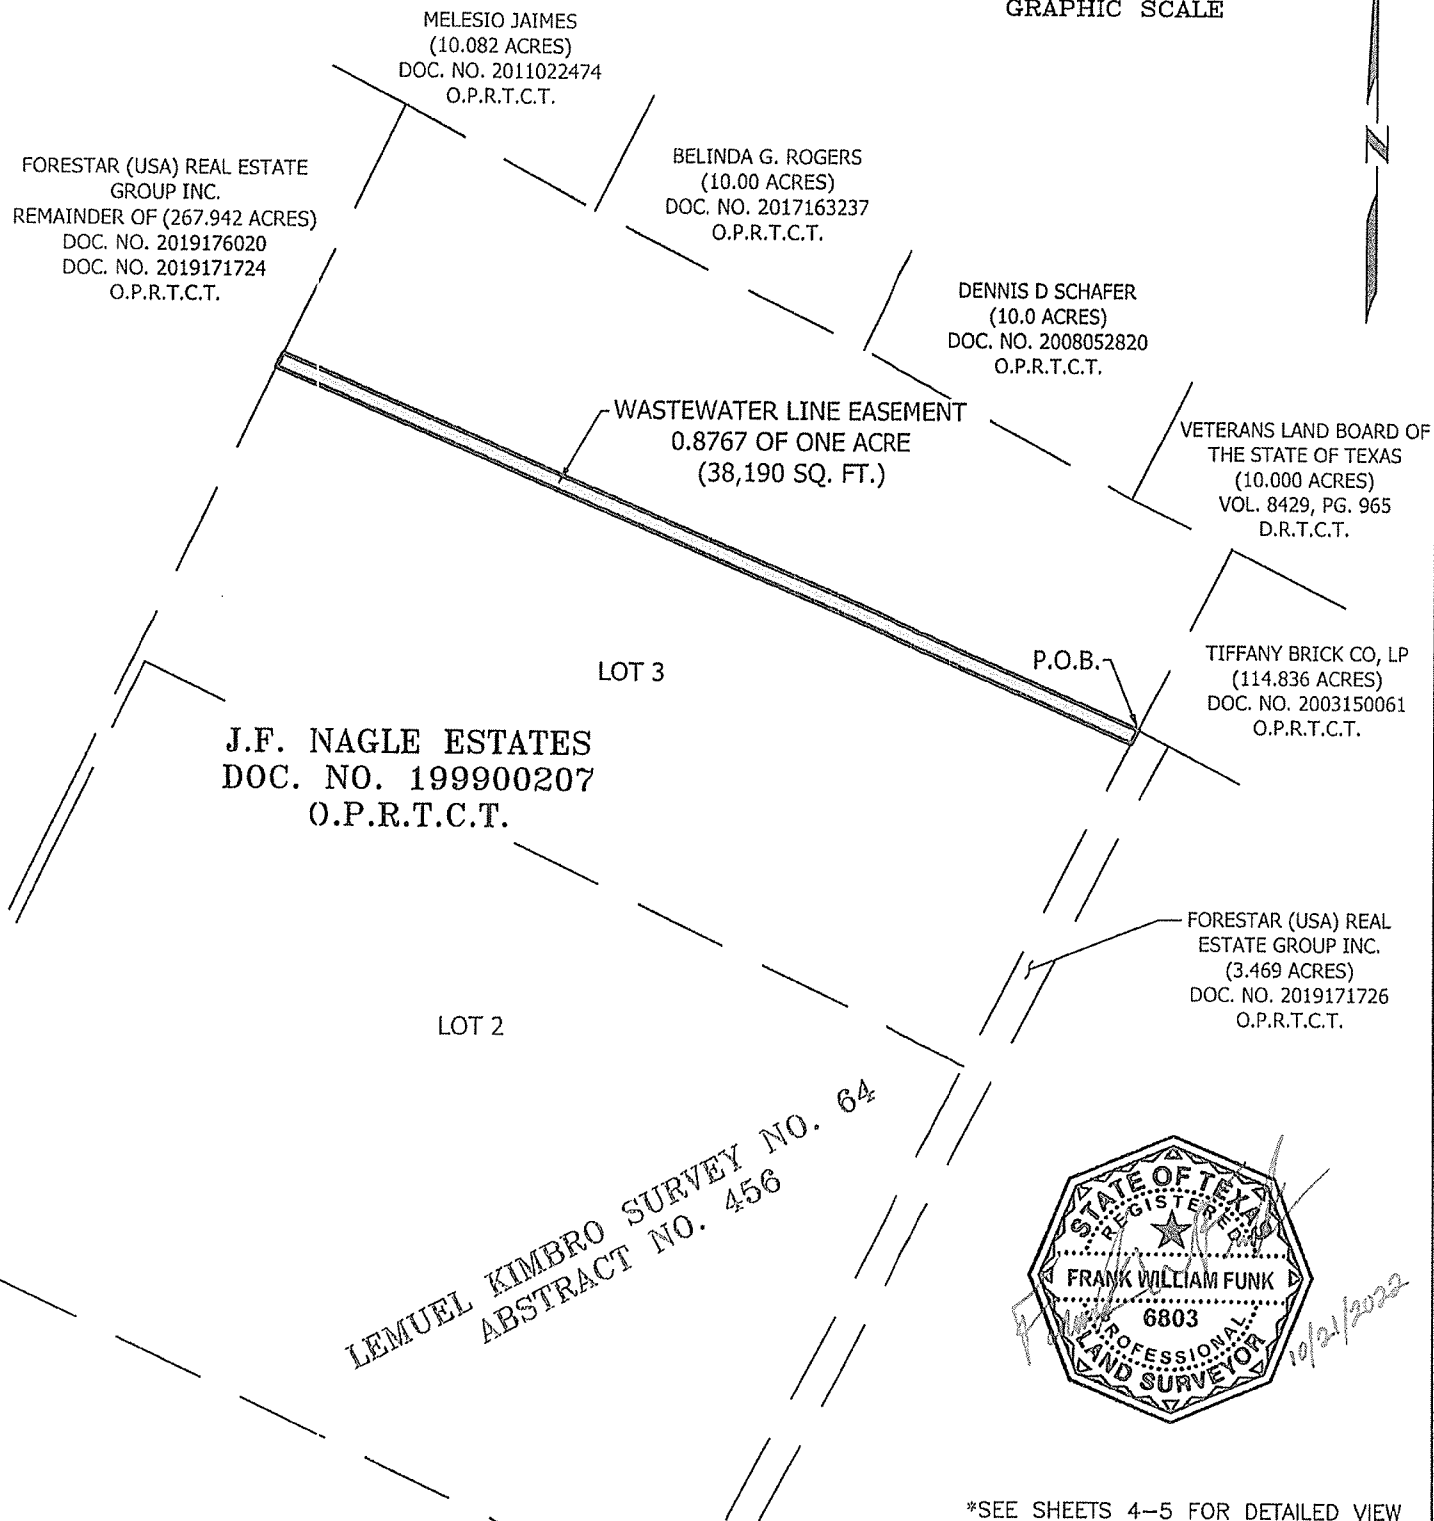 GRAPHIC SCALE
MELESIO JAIMES
(10.082 ACRES)
DOC. NO. 2011022474
O.P.R.T.C.T.
N
FORESTAR (USA) REAL ESTATE
GROUP INC.
REMAINDER OF (267.942 ACRES)
DOC. NO. 2019176020
DOC. NO. 2019171724
O.P.R.T.C.T.
BELINDA G. ROGERS
(10.00 ACRES)
DOC. NO. 2017163237
O.P.R.T.C.T.
DENNIS D SCHAFER
(10.0 ACRES)
DOC. NO. 2008052820
O.P.R.T.C.T.
WASTEWATER LINE EASEMENT
0.8767 OF ONE ACRE
(38,190 SQ. FT.)
VETERANS LAND BOARD OF
THE STATE OF TEXAS
(10.000 ACRES)
VOL. 8429, PG. 965
D.R.T.C.T.
P.O.B.
TIFFANY BRICK CO, LP
(114.836 ACRES)
DOC. NO. 2003150061
O.P.R.T.C.T.
LOT 3
J.F. NAGLE ESTATES
DOC. NO. 199900207
O.P.R.T.C.T.
FORESTAR (USA) REAL
ESTATE GROUP INC.
(3.469 ACRES)
DOC. NO. 2019171726
O.P.R.T.C.T.
LOT 2
LEMUEL KIMBRO SURVEY NO. 64
ABSTRACT NO. 456
STATE OF TEXAS
REGISTERED
FRANK WILLIAM FUNK
6803
PROFESSIONAL
LAND SURVEYOR
10/21/2022
*SEE SHEETS 4-5 FOR DETAILED VIEW